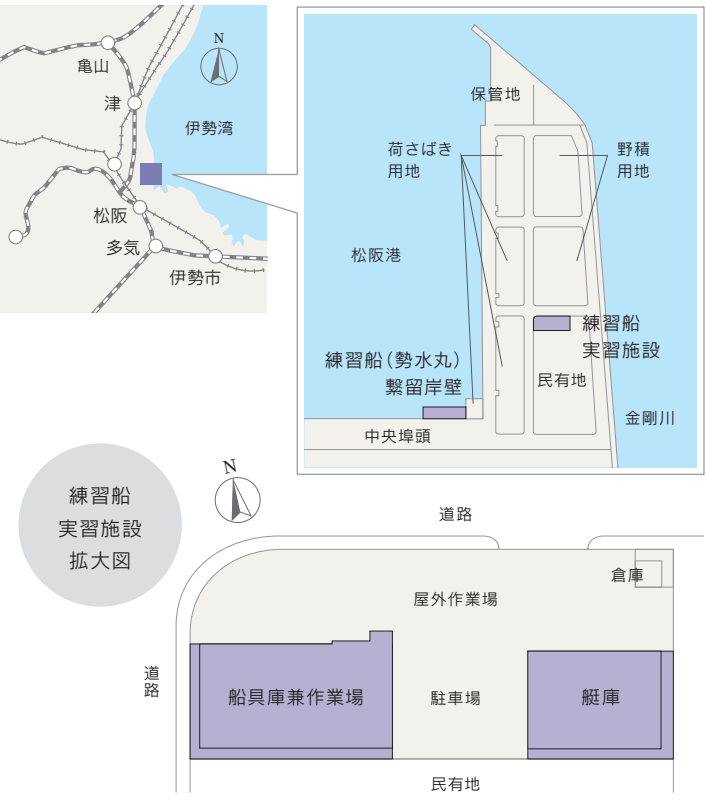 亀山
津
伊勢湾
N
松阪
多気
伊勢市
保管地
荷さばき
用地
野積
用地
松阪港
練習船
実習施設
練習船(勢水丸)
繋留岸壁
民有地
金剛川
中央埠頭
練習船
実習施設
拡大図
N
道路
倉庫
屋外作業場
道路
船具庫兼作業場
駐車場
艇庫
民有地